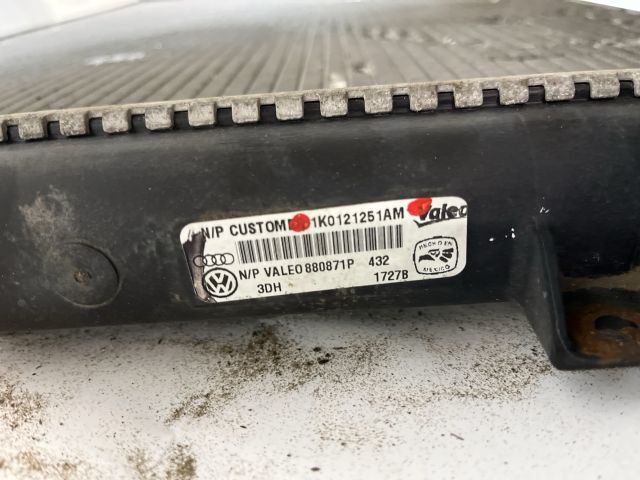 N/P CUSTOM 1K0121251AM Valeo
N/P VALEO 880871P 432
3DH 1727B
HECHO EN
MEXICO